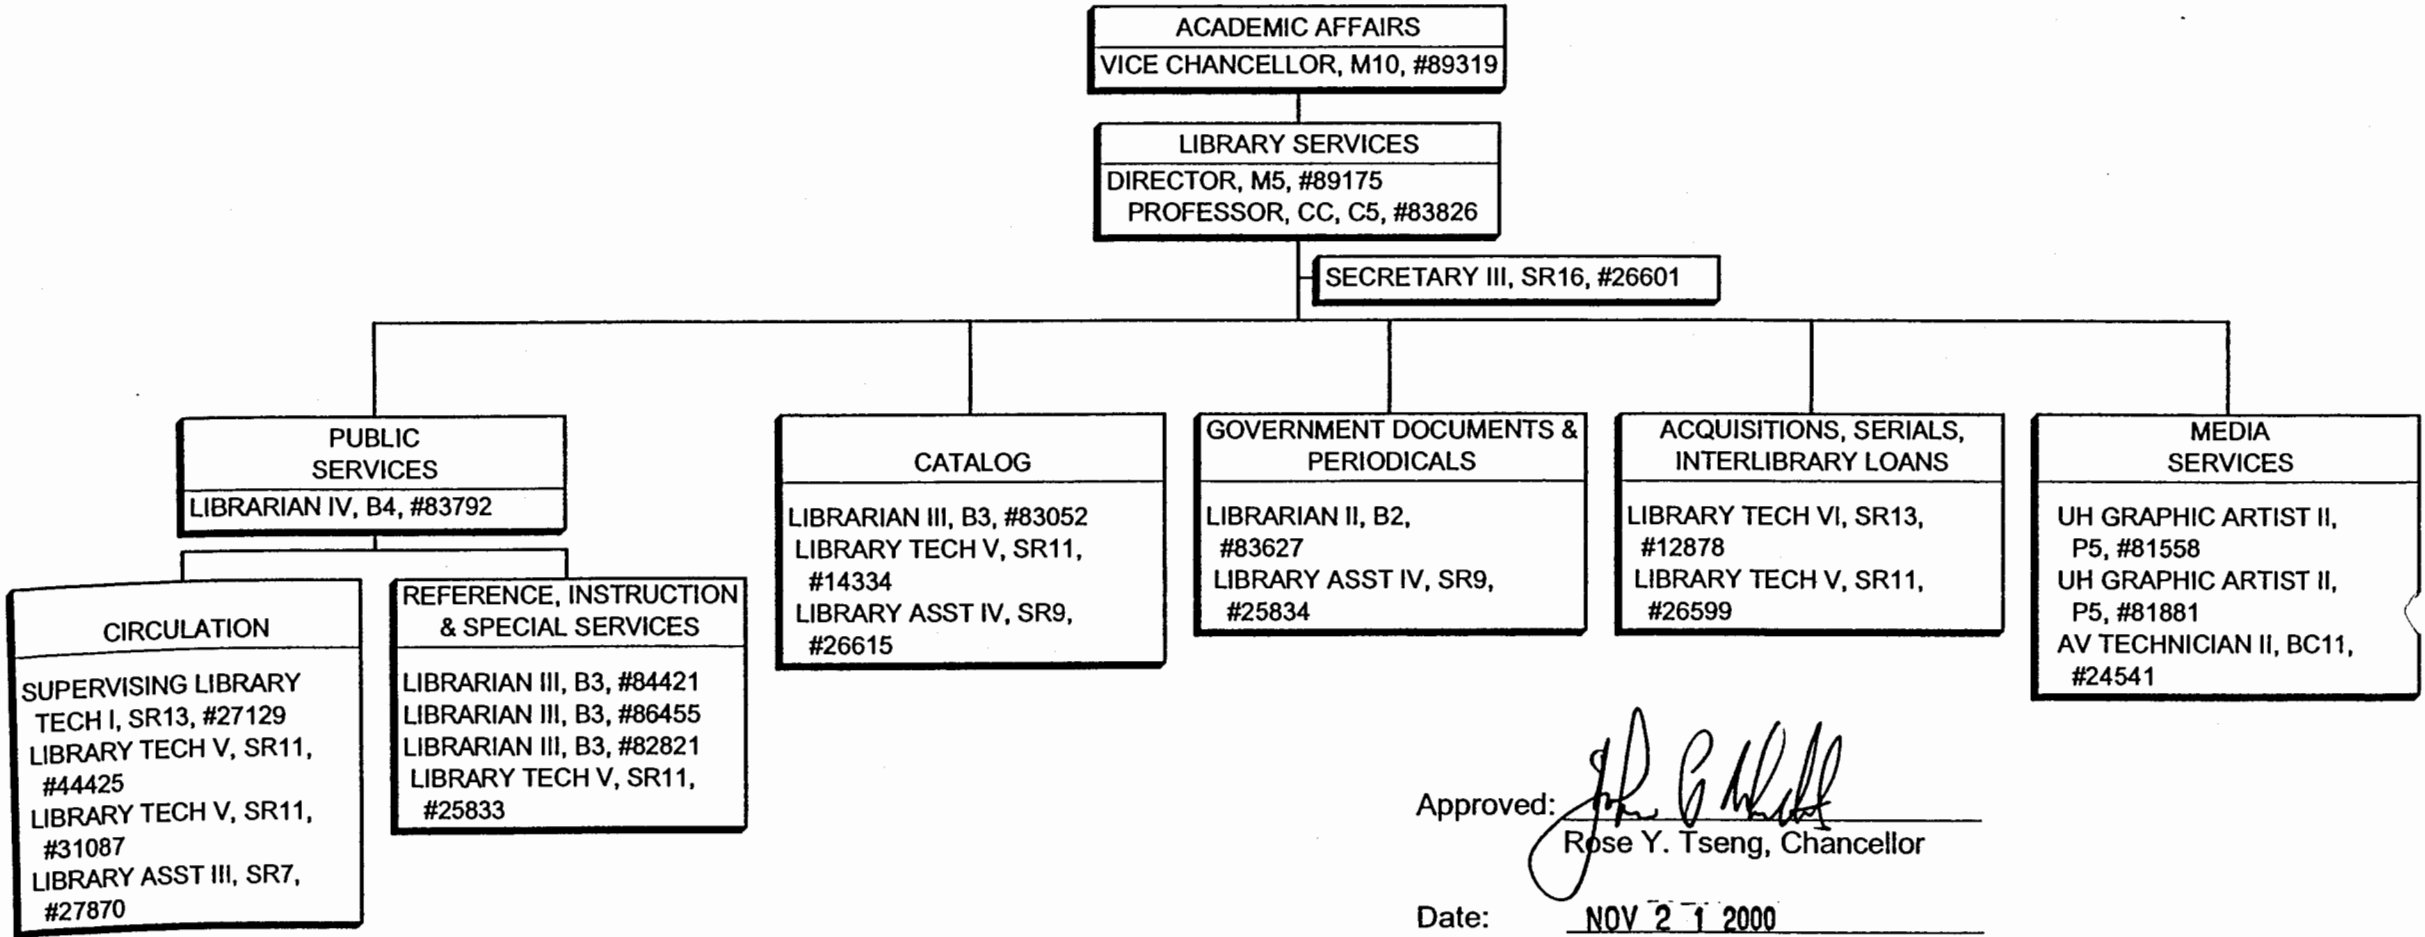 ACADEMIC AFFAIRS
VICE CHANCELLOR, M10, #89319
LIBRARY SERVICES
DIRECTOR, M5, #89175
PROFESSOR, CC, C5, #83826
SECRETARY III, SR16, #26601
PUBLIC
SERVICES
LIBRARIAN IV, B4, #83792
CIRCULATION
SUPERVISING LIBRARY
TECH I, SR13, #27129
LIBRARY TECH V, SR11,
#44425
LIBRARY TECH V, SR11,
#31087
LIBRARY ASST III, SR7,
#27870
REFERENCE, INSTRUCTION
& SPECIAL SERVICES
LIBRARIAN III, B3, #84421
LIBRARIAN III, B3, #86455
LIBRARIAN III, B3, #82821
LIBRARY TECH V, SR11,
#25833
CATALOG
LIBRARIAN III, B3, #83052
LIBRARY TECH V, SR11,
#14334
LIBRARY ASST IV, SR9,
#26615
GOVERNMENT DOCUMENTS &
PERIODICALS
LIBRARIAN II, B2,
#83627
LIBRARY ASST IV, SR9,
#25834
ACQUISITIONS, SERIALS,
INTERLIBRARY LOANS
LIBRARY TECH VI, SR13,
#12878
LIBRARY TECH V, SR11,
#26599
MEDIA
SERVICES
UH GRAPHIC ARTIST II,
P5, #81558
UH GRAPHIC ARTIST II,
P5, #81881
AV TECHNICIAN II, BC11,
#24541
Approved:
Rose Y. Tseng, Chancellor
Date: NOV 21 2000